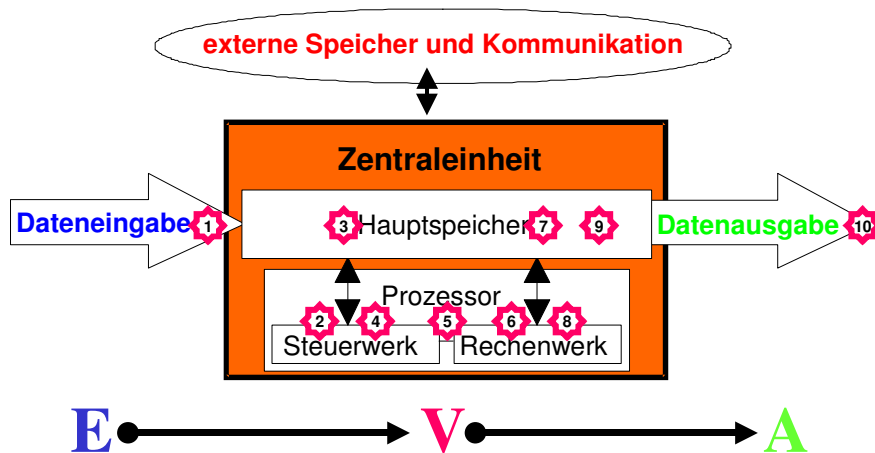 externe Speicher und Kommunikation
Zentraleinheit
Dateneingabe 1 3 Hauptspeicher 7 9 Datenausgabe 10
Prozessor
2 4 5 6 8
Steuerwerk Rechenwerk
E V A